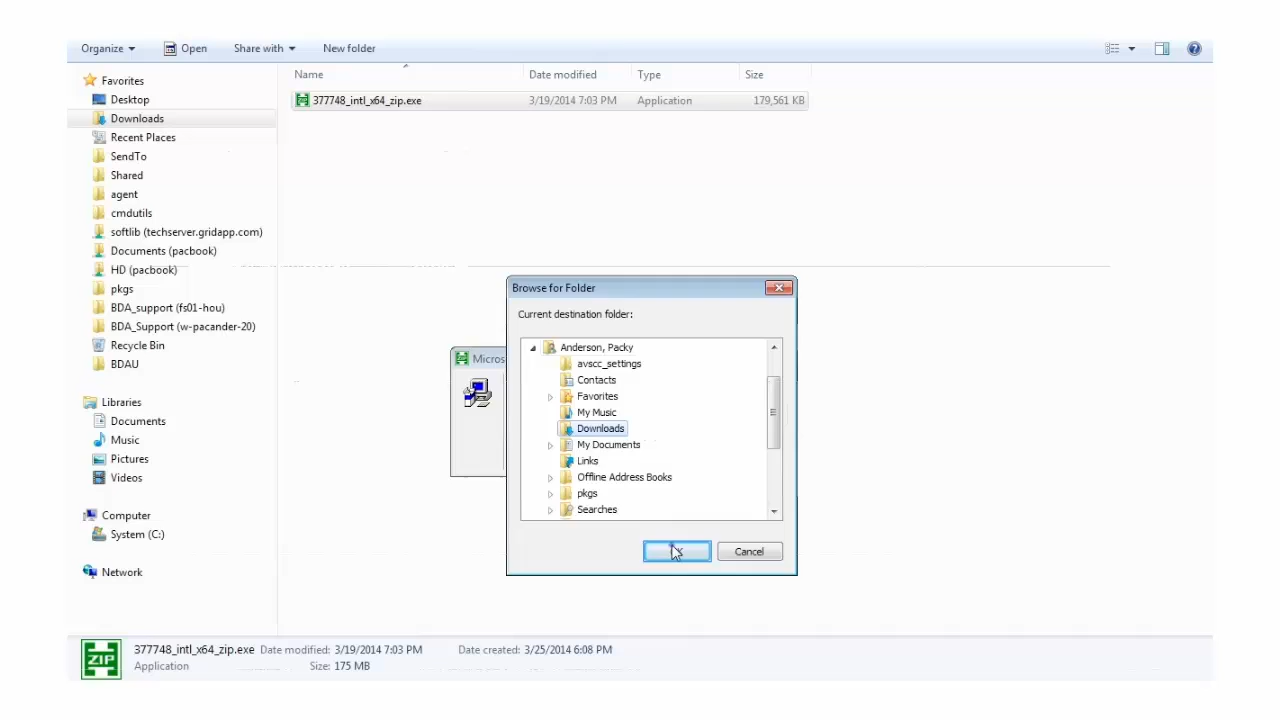 Organize Open Share with New folder
Name Date modified Type Size
377748_intl_x64_zip.exe 3/19/2014 7:03 PM Application 179,561 KB
Favorites
Desktop
Downloads
Recent Places
SendTo
Shared
agent
cmdutils
softlib (techserver.gridapp.com)
Documents (pacbook)
HD (pacbook)
pkgs
BDA_support (fs01-hou)
BDA_Support (w-pacander-20)
Recycle Bin
BDAU
Libraries
Documents
Music
Pictures
Videos
Computer
System (C:)
Network
Micros
Browse for Folder
Current destination folder:
Anderson, Packy
avscc_settings
Contacts
Favorites
My Music
Downloads
My Documents
Links
Offline Address Books
pkgs
Searches
Cancel
ZIP
377748_intl_x64_zip.exe Date modified: 3/19/2014 7:03 PM Date created: 3/25/2014 6:08 PM
Application Size: 175 MB